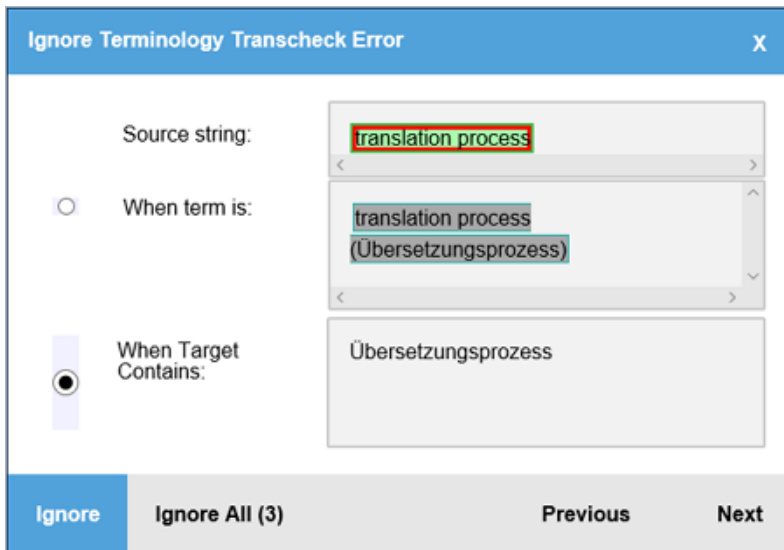 Ignore Terminology Transcheck Error X
Source string: translation process
When term is: translation process
(Übersetzungsprozess)
When Target
Contains:
Übersetzungsprozess
Ignore Ignore All (3) Previous Next